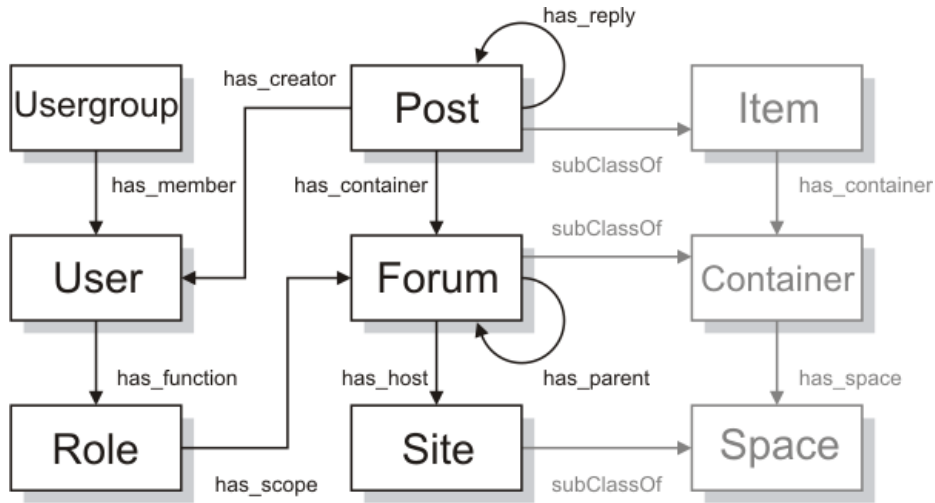 has_reply
Usergroup
has_creator
Post
Item
subClassOf
has_member
has_container
has_container
subClassOf
User
Forum
Container
has_function
has_host
has_parent
has_space
Role
Site
Space
has_scope
subClassOf